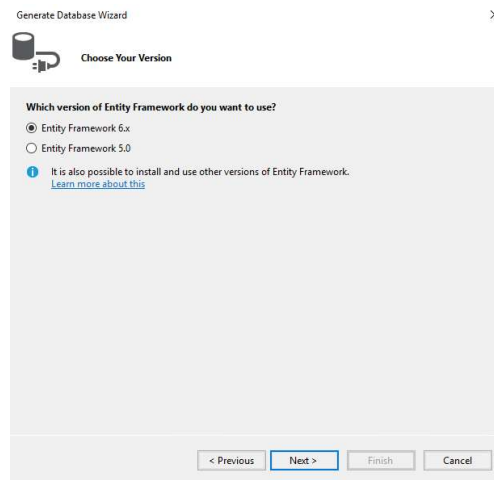 Generate Database Wizard
Choose Your Version
Which version of Entity Framework do you want to use?
Entity Framework 6.x
Entity Framework 5.0
It is also possible to install and use other versions of Entity Framework.
Learn more about this
< Previous Next > Finish Cancel